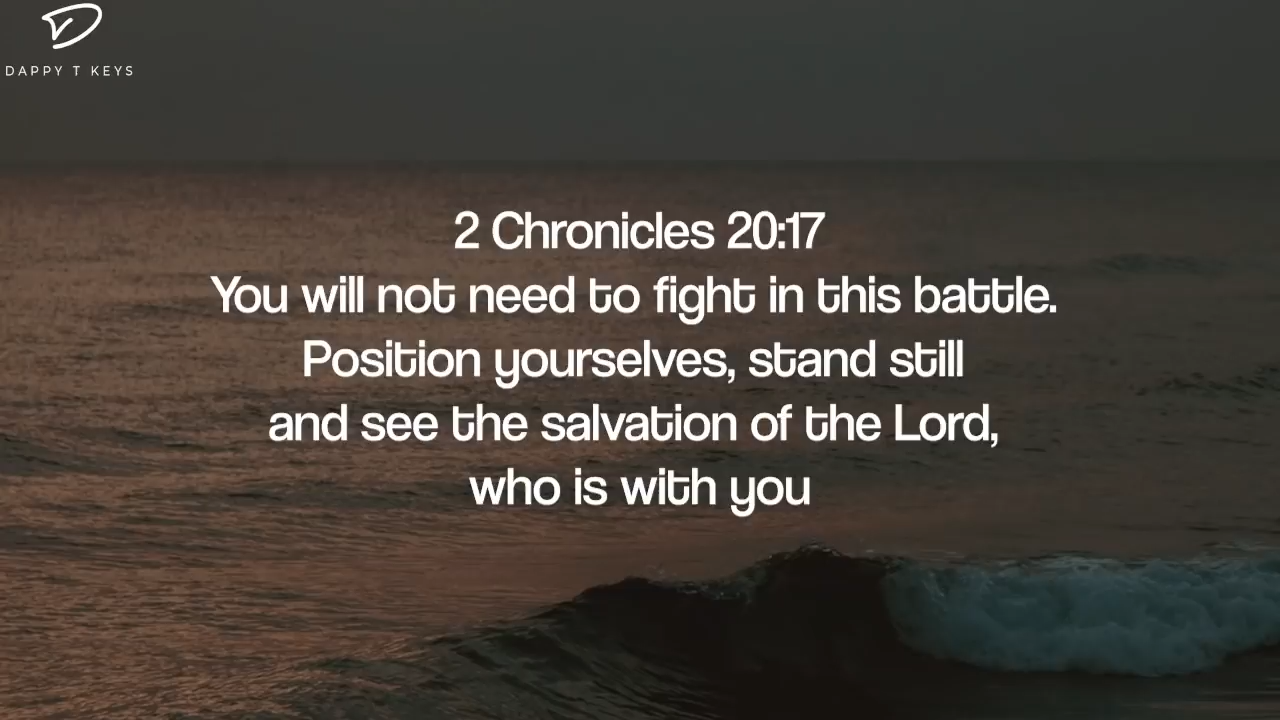 DAPPY T KEYS
2 Chronicles 20:17
You will not need to fight in this battle.
Position yourselves, stand still
and see the salvation of the Lord,
who is with you